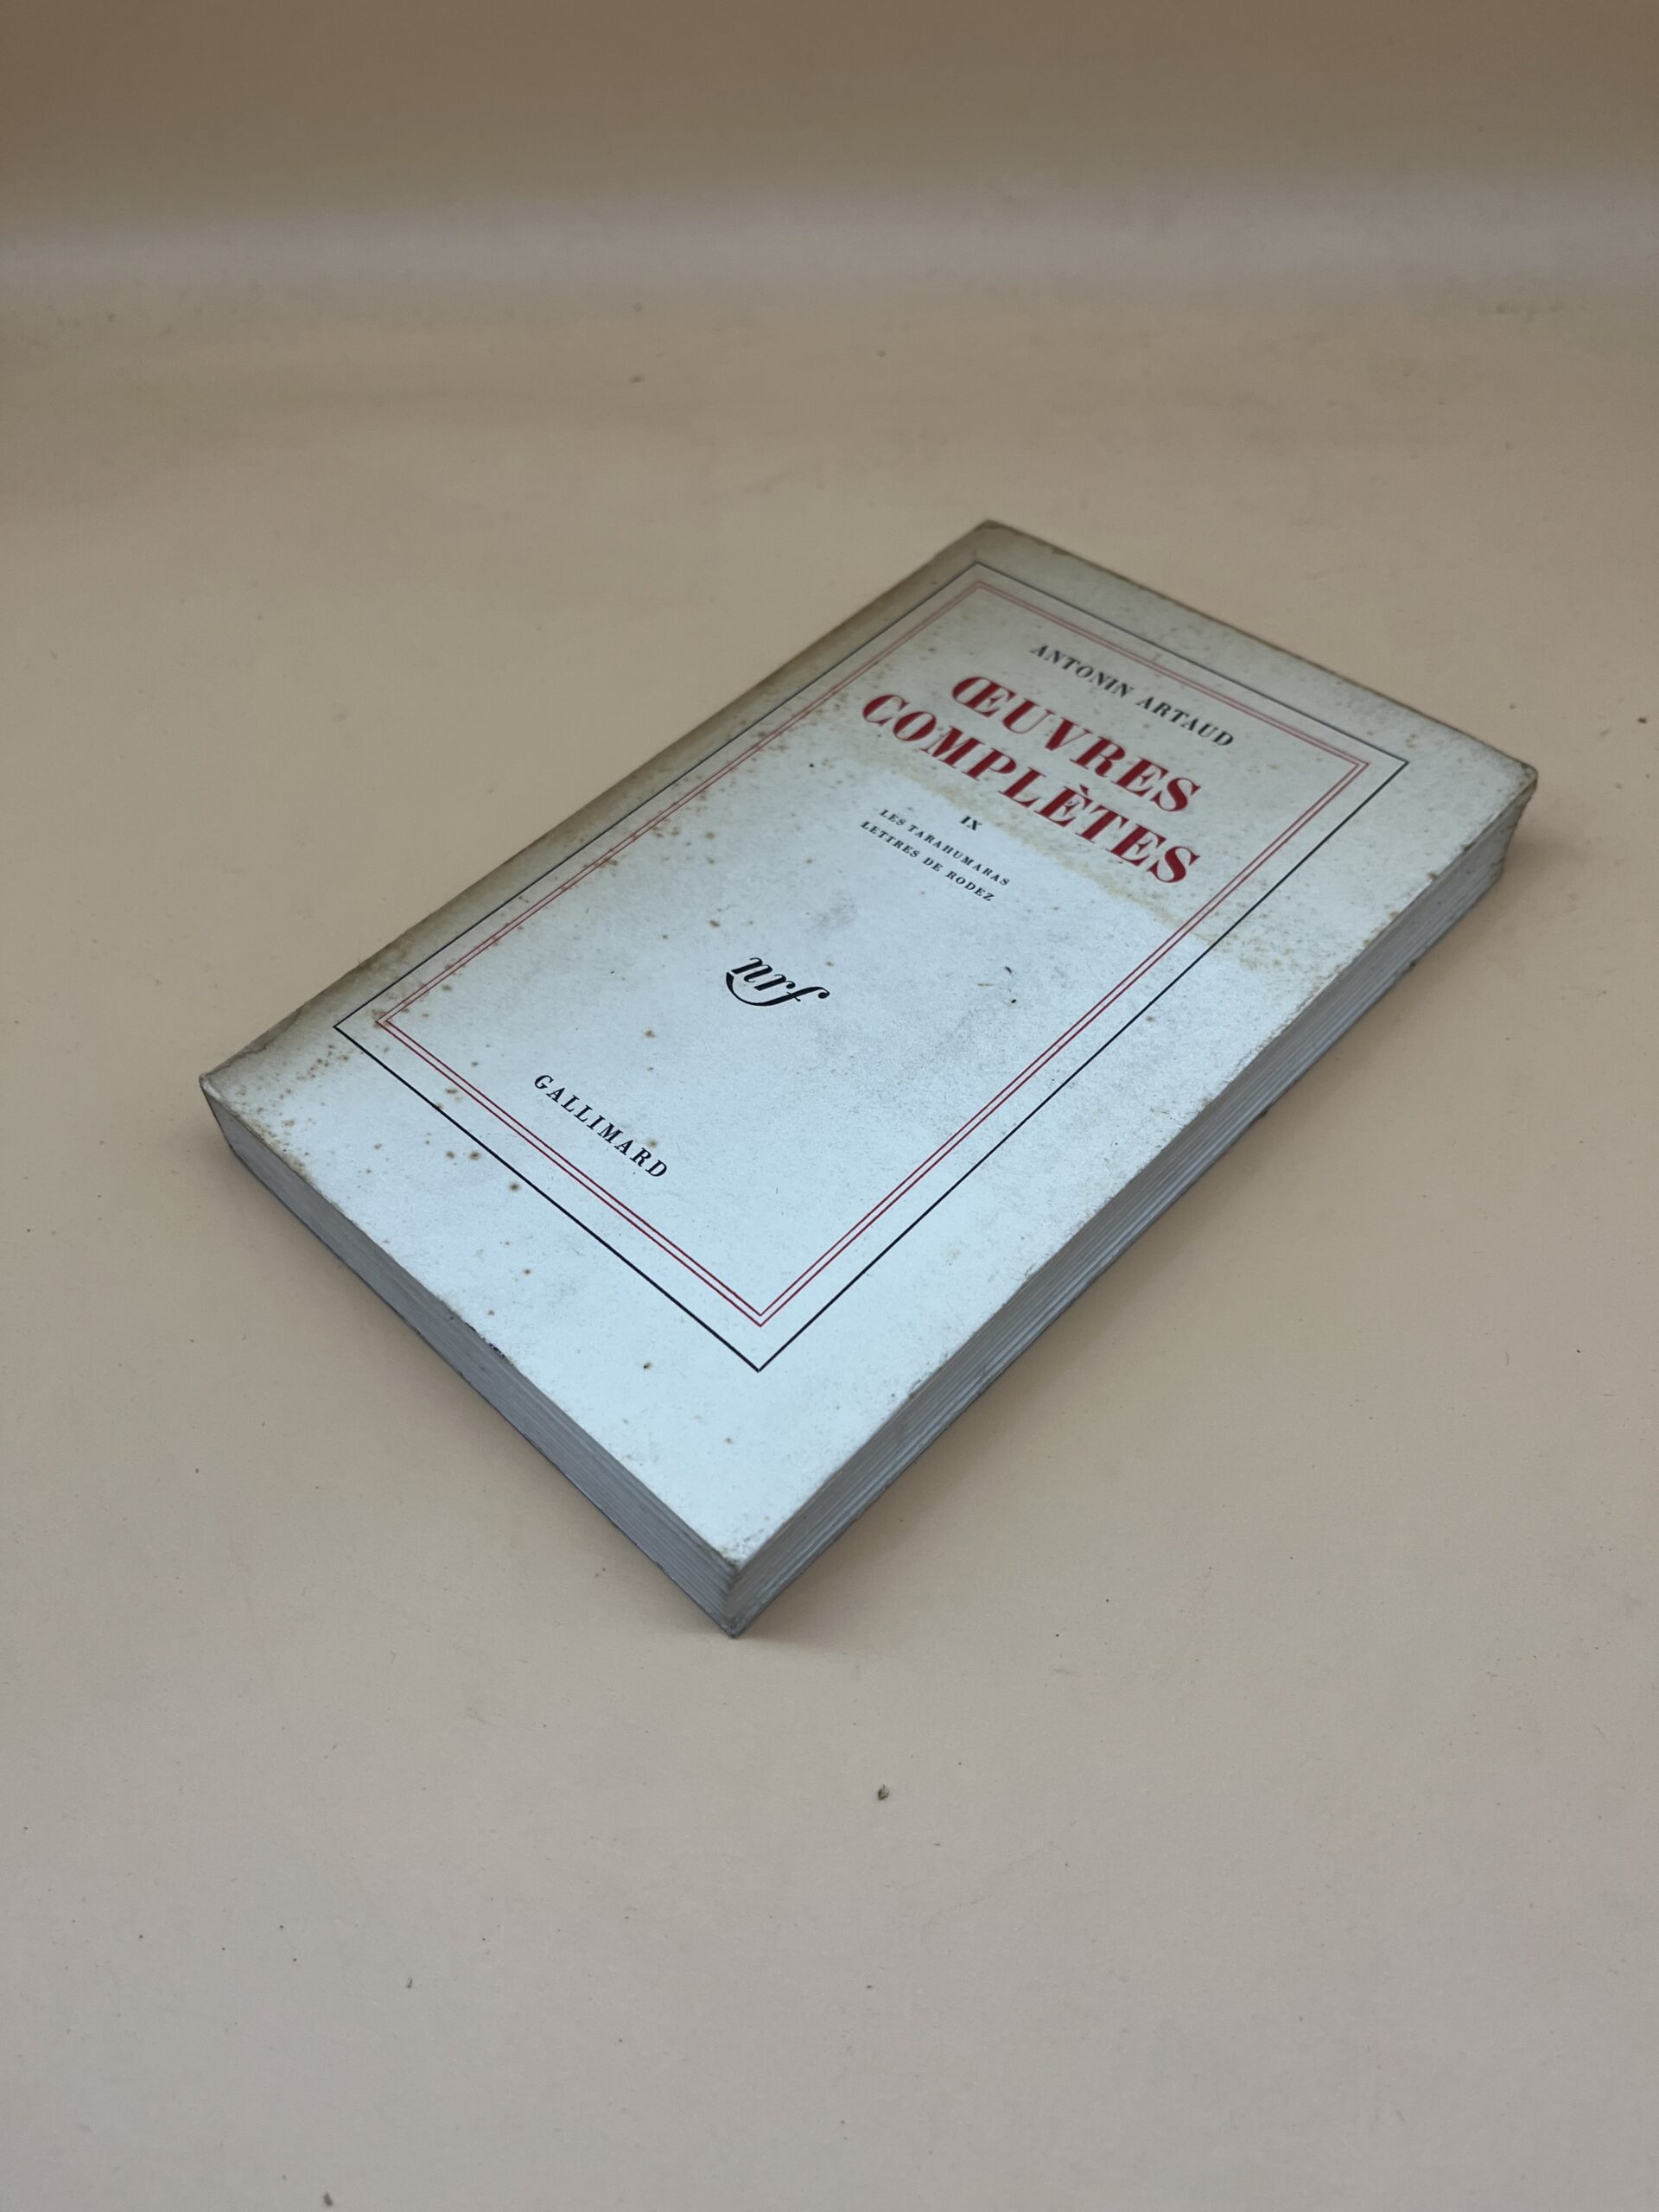 ANTONIN ARTAUD
ŒUVRES
COMPLÈTES
IX
LES TARAHUMARAS
LETTRES DE RODEZ
nrf
GALLIMARD